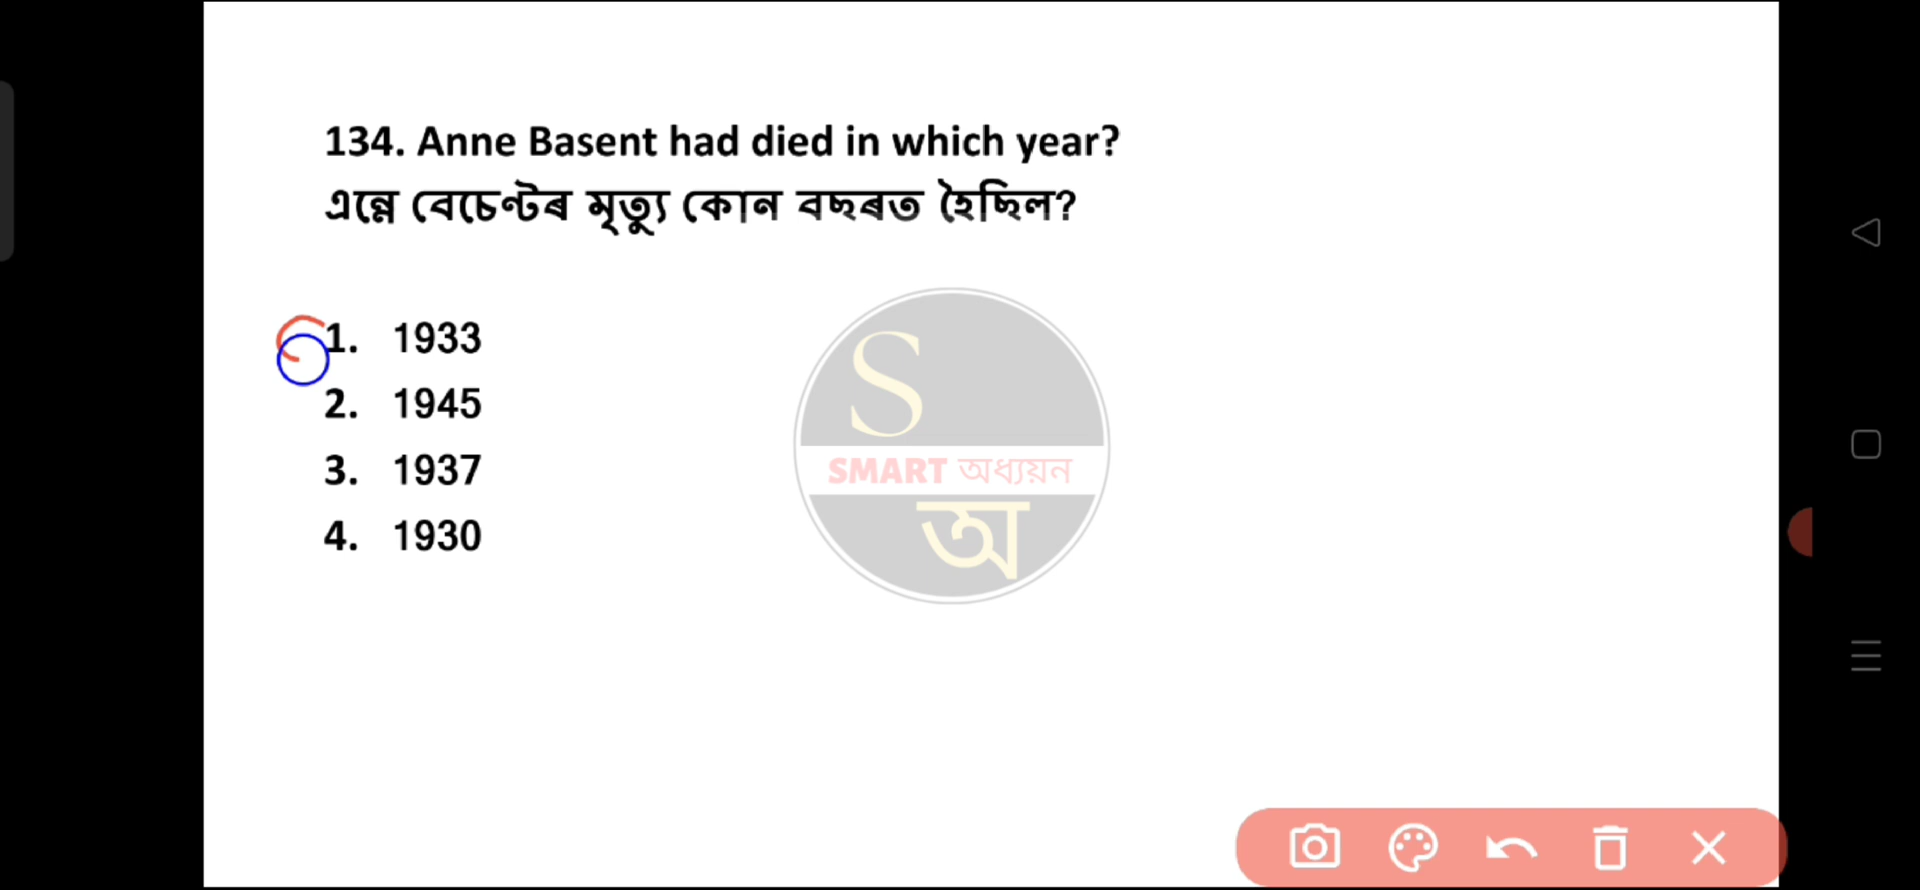 134. Anne Basent had died in which year?
এন্নে বেচেণ্টৰ মৃত্যু কোন বছৰত হৈছিল?
1. 1933
2. 1945
3. 1937
4. 1930
S
SMART অধ্যয়ন
অ